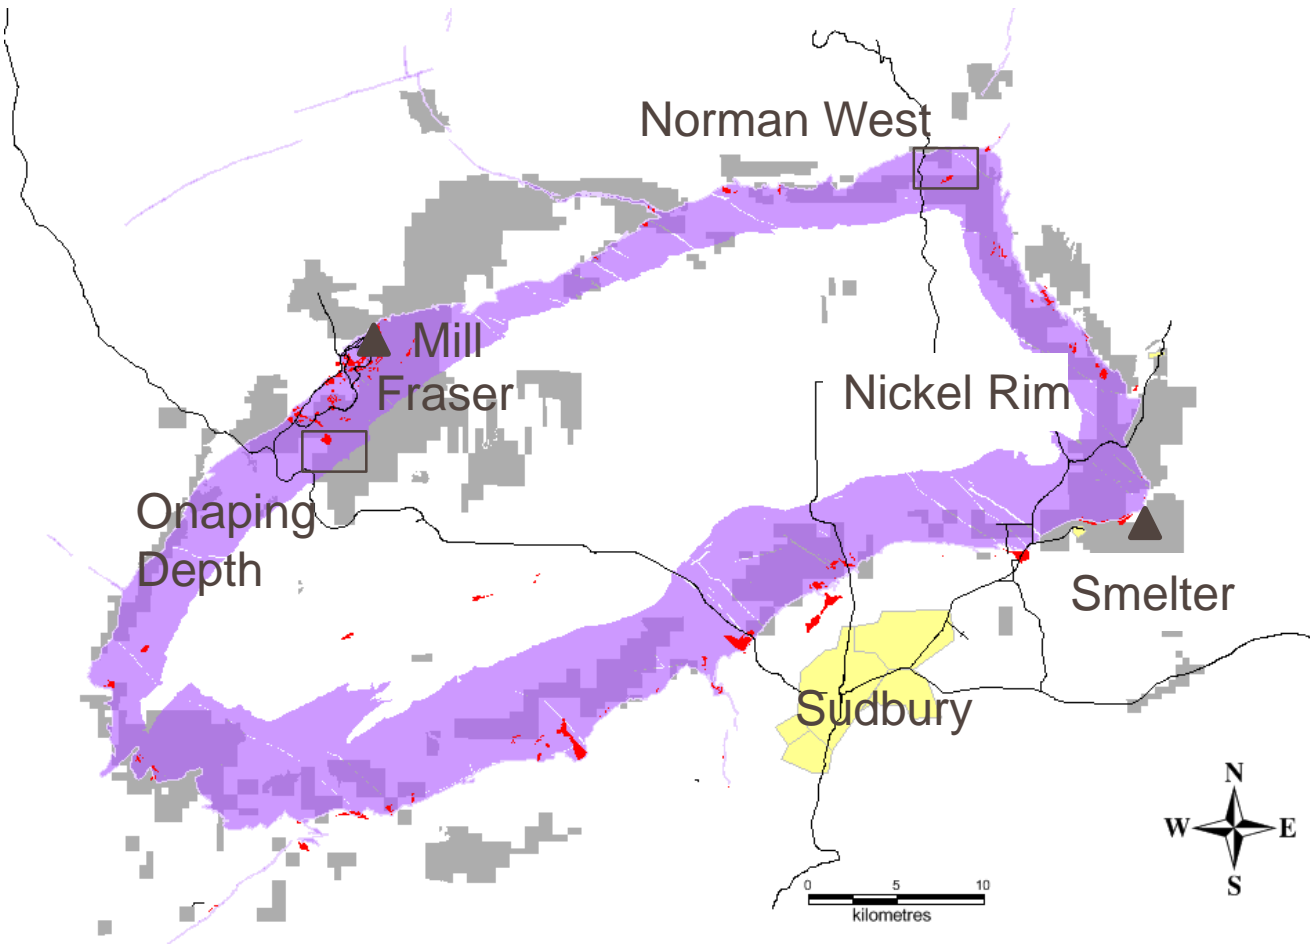 Norman West
Mill
Fraser
Nickel Rim
Onaping
Depth
Smelter
Sudbury
N
W E
S
0 5 10
kilometres